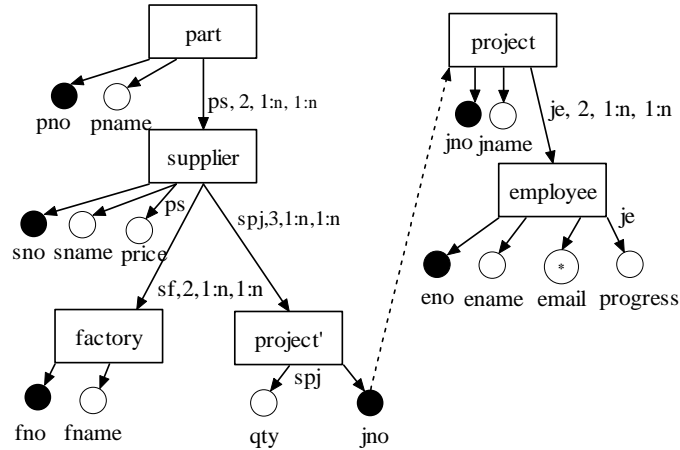 part
project
ps, 2, 1:n, 1:n
je, 2, 1:n, 1:n
pno
pname
jno
jname
supplier
employee
ps
je
sno
sname
price
spj,3,1:n,1:n
*
eno
ename
email
progress
sf,2,1:n,1:n
factory
project'
spj
fno
fname
qty
jno